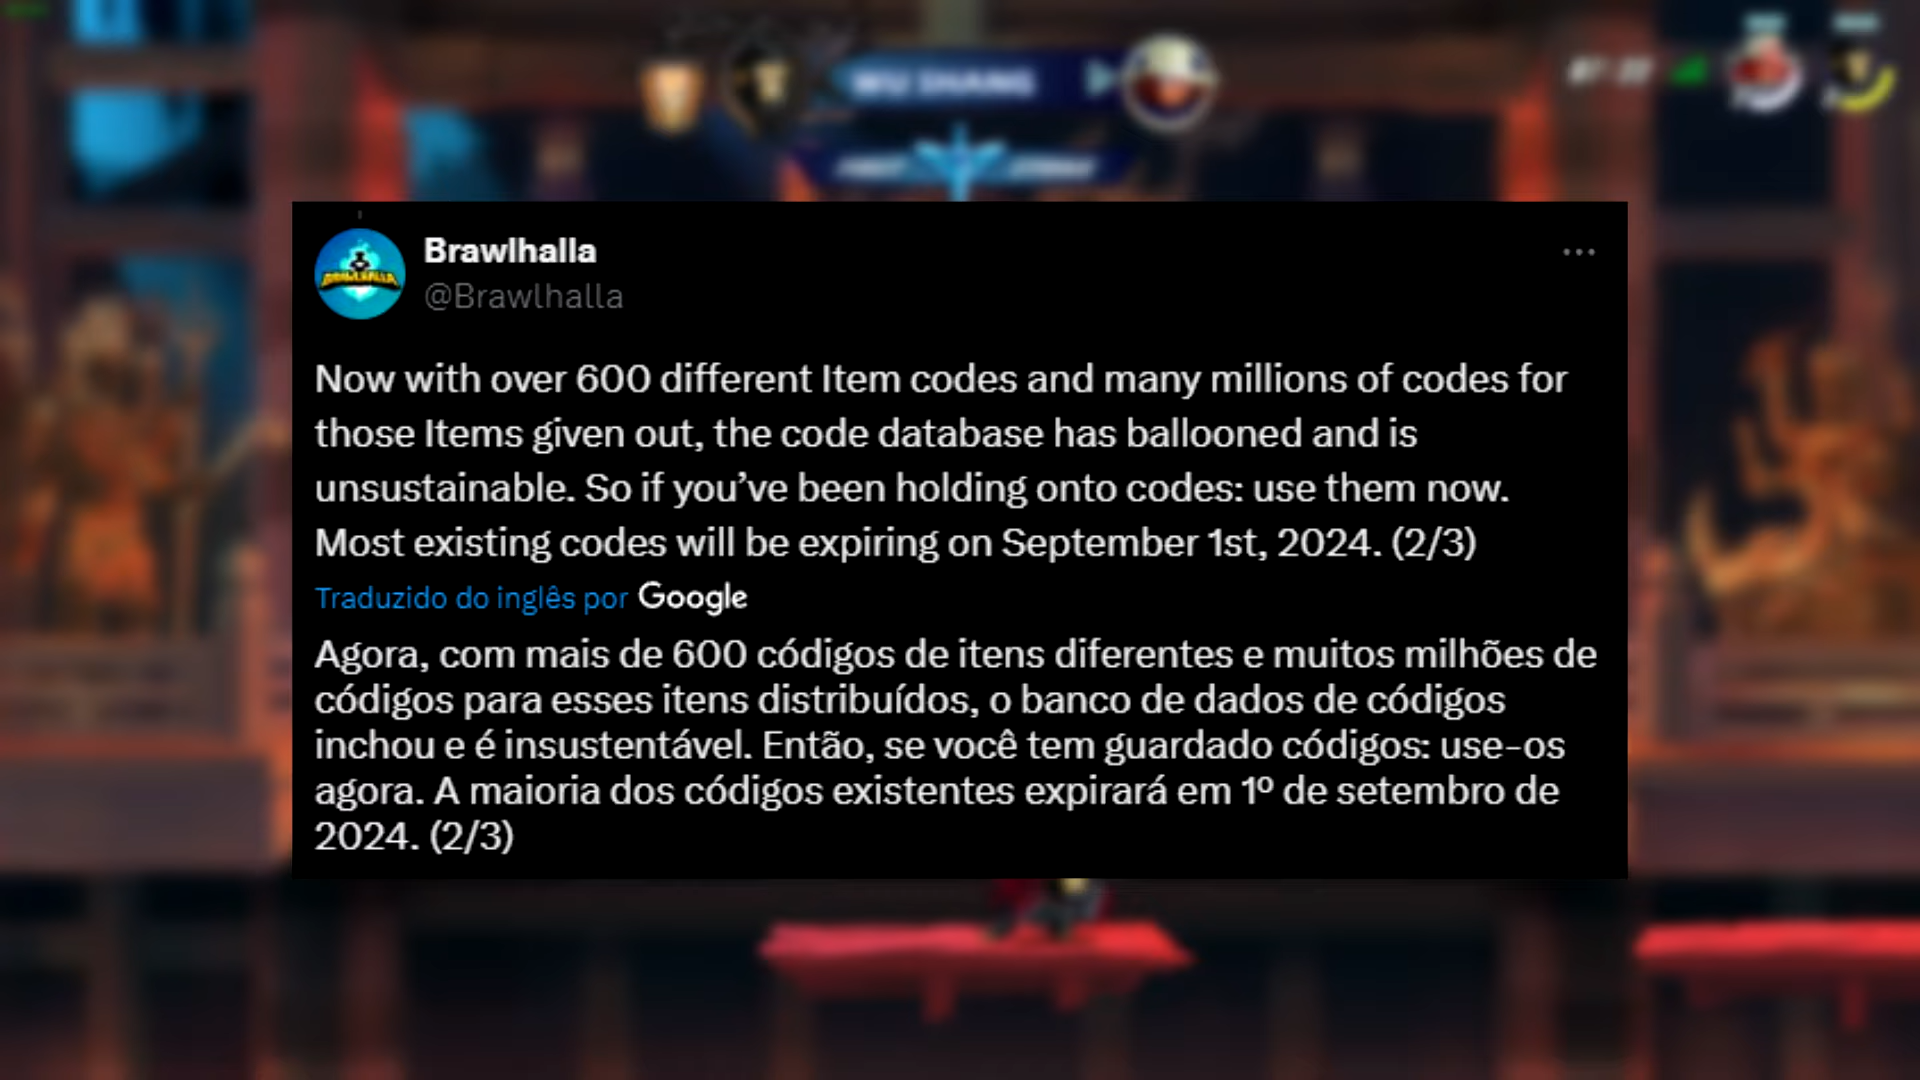 WU SHANG
Brawlhalla
@Brawlhalla
Now with over 600 different Item codes and many millions of codes for
those Items given out, the code database has ballooned and is
unsustainable. So if you’ve been holding onto codes: use them now.
Most existing codes will be expiring on September 1st, 2024. (2/3)
Traduzido do inglês por Google
Agora, com mais de 600 códigos de itens diferentes e muitos milhões de
códigos para esses itens distribuídos, o banco de dados de códigos
inchou e é insustentável. Então, se você tem guardado códigos: use-os
agora. A maioria dos códigos existentes expirará em 1º de setembro de
2024. (2/3)